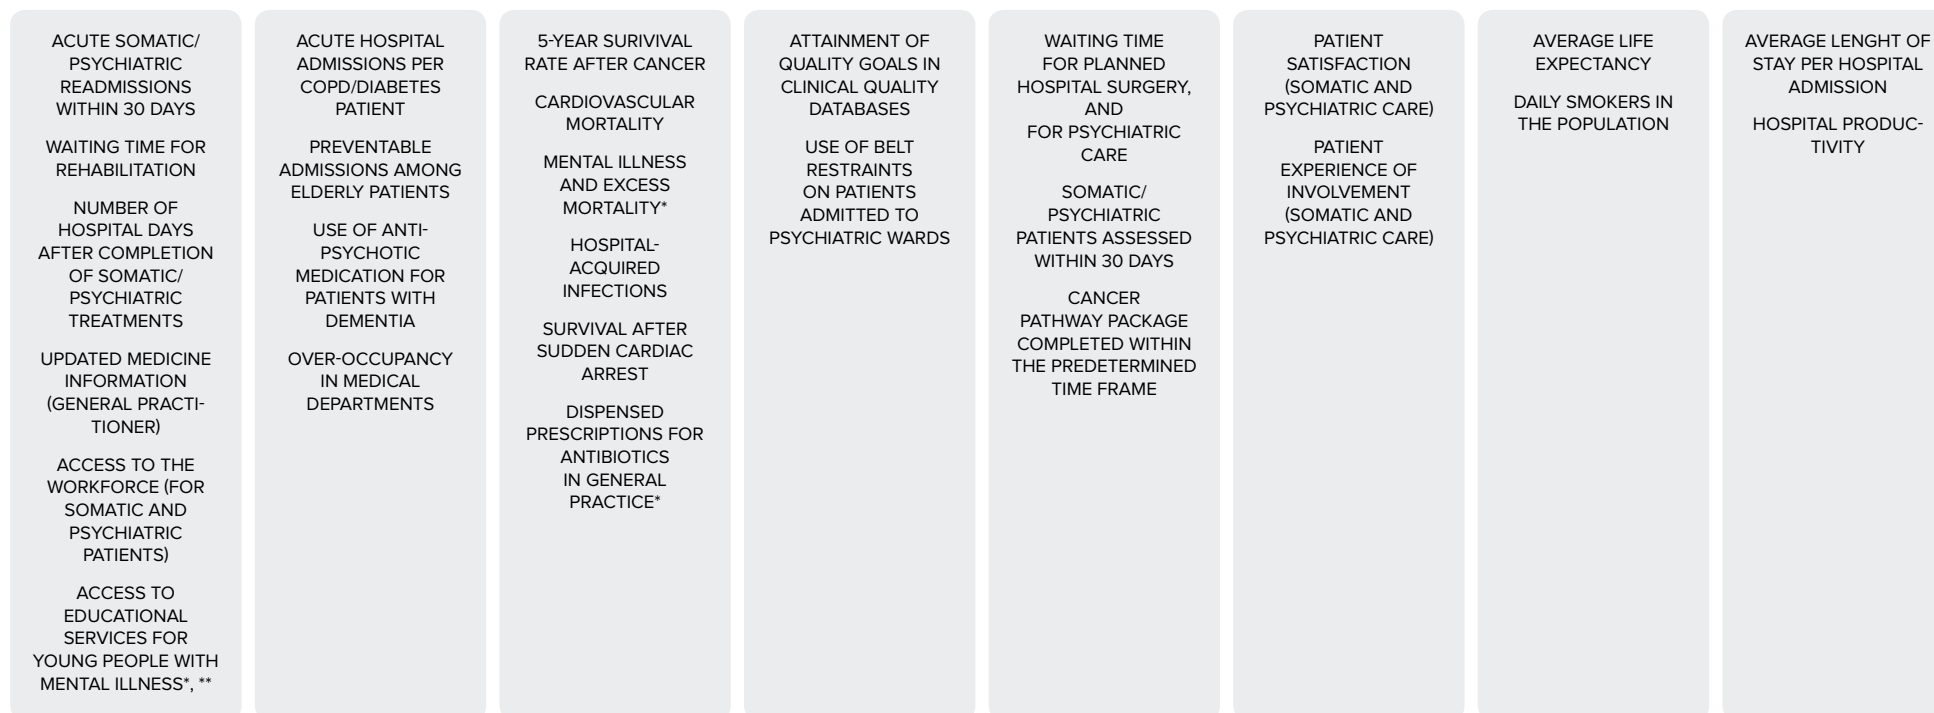 ACUTE SOMATIC/
PSYCHIATRIC
READMISSIONS
WITHIN 30 DAYS
WAITING TIME FOR
REHABILITATION
NUMBER OF
HOSPITAL DAYS
AFTER COMPLETION
OF SOMATIC/
PSYCHIATRIC
TREATMENTS
UPDATED MEDICINE
INFORMATION
(GENERAL PRACTI-
TIONER)
ACCESS TO THE
WORKFORCE (FOR
SOMATIC AND
PSYCHIATRIC
PATIENTS)
ACCESS TO
EDUCATIONAL
SERVICES FOR
YOUNG PEOPLE WITH
MENTAL ILLNESS*, **
ACUTE HOSPITAL
ADMISSIONS PER
COPD/DIABETES
PATIENT
PREVENTABLE
ADMISSIONS AMONG
ELDERLY PATIENTS
USE OF ANTI-
PSYCHOTIC
MEDICATION FOR
PATIENTS WITH
DEMENTIA
OVER-OCCUPANCY
IN MEDICAL
DEPARTMENTS
5-YEAR SURIVIVAL
RATE AFTER CANCER
CARDIOVASCULAR
MORTALITY
MENTAL ILLNESS
AND EXCESS
MORTALITY*
HOSPITAL-
ACQUIRED
INFECTIONS
SURVIVAL AFTER
SUDDEN CARDIAC
ARREST
DISPENSED
PRESCRIPTIONS FOR
ANTIBIOTICS
IN GENERAL
PRACTICE*
ATTAINMENT OF
QUALITY GOALS IN
CLINICAL QUALITY
DATABASES
USE OF BELT
RESTRAINTS
ON PATIENTS
ADMITTED TO
PSYCHIATRIC WARDS
WAITING TIME
FOR PLANNED
HOSPITAL SURGERY,
AND
FOR PSYCHIATRIC
CARE
SOMATIC/
PSYCHIATRIC
PATIENTS ASSESSED
WITHIN 30 DAYS
CANCER
PATHWAY PACKAGE
COMPLETED WITHIN
THE PREDETERMINED
TIME FRAME
PATIENT
SATISFACTION
(SOMATIC AND
PSYCHIATRIC CARE)
PATIENT
EXPERIENCE OF
INVOLVEMENT
(SOMATIC AND
PSYCHIATRIC CARE)
AVERAGE LIFE
EXPECTANCY
DAILY SMOKERS IN
THE POPULATION
AVERAGE LENGHT OF
STAY PER HOSPITAL
ADMISSION
HOSPITAL PRODUC-
TIVITY